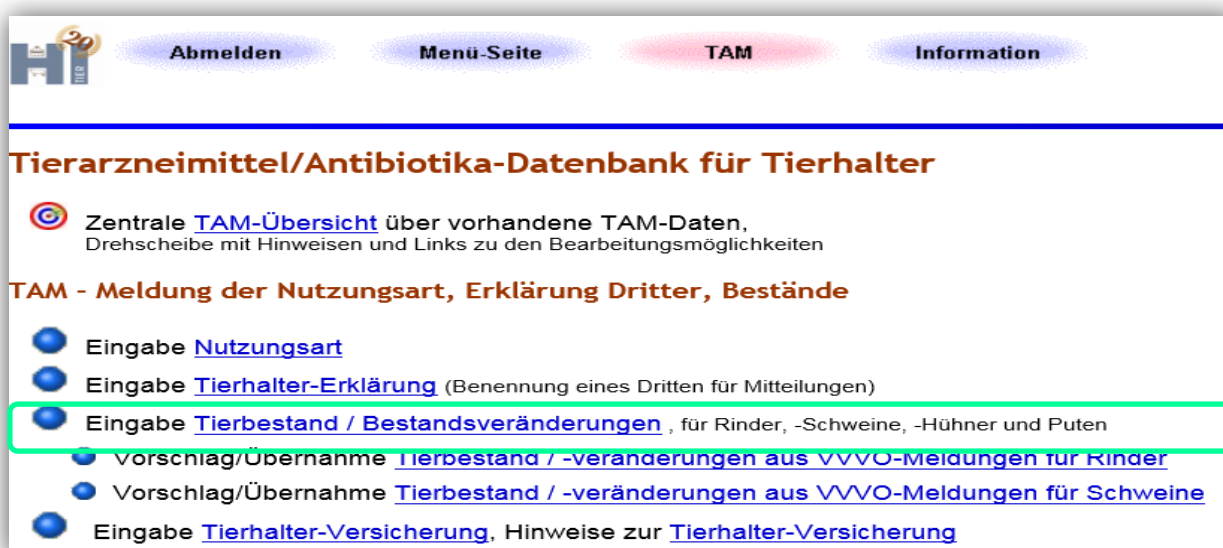 HI TIER 20
Abmelden Menü-Seite TAM Information
Tierarzneimittel/Antibiotika-Datenbank für Tierhalter
Zentrale TAM-Übersicht über vorhandene TAM-Daten,
Drehscheibe mit Hinweisen und Links zu den Bearbeitungsmöglichkeiten
TAM - Meldung der Nutzungsart, Erklärung Dritter, Bestände
Eingabe Nutzungsart
Eingabe Tierhalter-Erklärung (Benennung eines Dritten für Mitteilungen)
Eingabe Tierbestand / Bestandsveränderungen , für Rinder, -Schweine, -Hühner und Puten
Vorschlag/Übernahme Tierbestand / -veränderungen aus VVVO-Meldungen für Rinder
Vorschlag/Übernahme Tierbestand / -veränderungen aus VVVO-Meldungen für Schweine
Eingabe Tierhalter-Versicherung, Hinweise zur Tierhalter-Versicherung